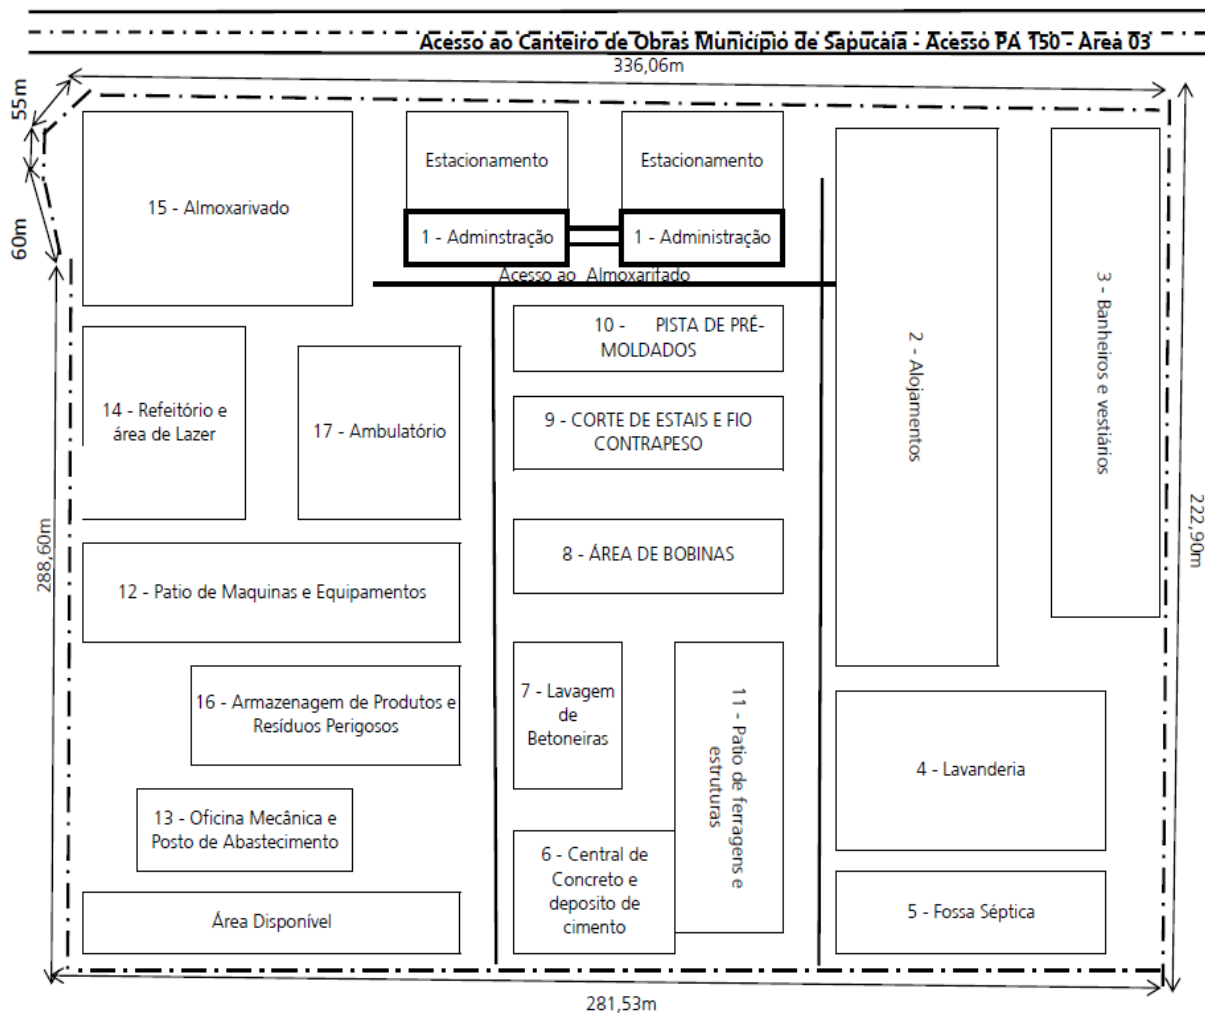 Acesso ao Canteiro de Obras Município de Sapucaia - Acesso PA 150 - Area 03
336,06m
55m
60m
288,60m
222,90m
281,53m
Estacionamento
Estacionamento
15 - Almoxarivado
1 - Adminstração
1 - Administração
Acesso ao Almoxarifado
10 - PISTA DE PRÉ-
MOLDADOS
2 - Alojamentos
3 - Banheiros e vestiários
14 - Refeitório e
área de Lazer
17 - Ambulatório
9 - CORTE DE ESTAIS E FIO
CONTRAPESO
8 - ÁREA DE BOBINAS
12 - Patio de Maquinas e Equipamentos
16 - Armazenagem de Produtos e
Resíduos Perigosos
7 - Lavagem
de
Betoneiras
11 - Patio de ferragens e
estruturas
4 - Lavanderia
13 - Oficina Mecânica e
Posto de Abastecimento
6 - Central de
Concreto e
deposito de
cimento
5 - Fossa Séptica
Área Disponível